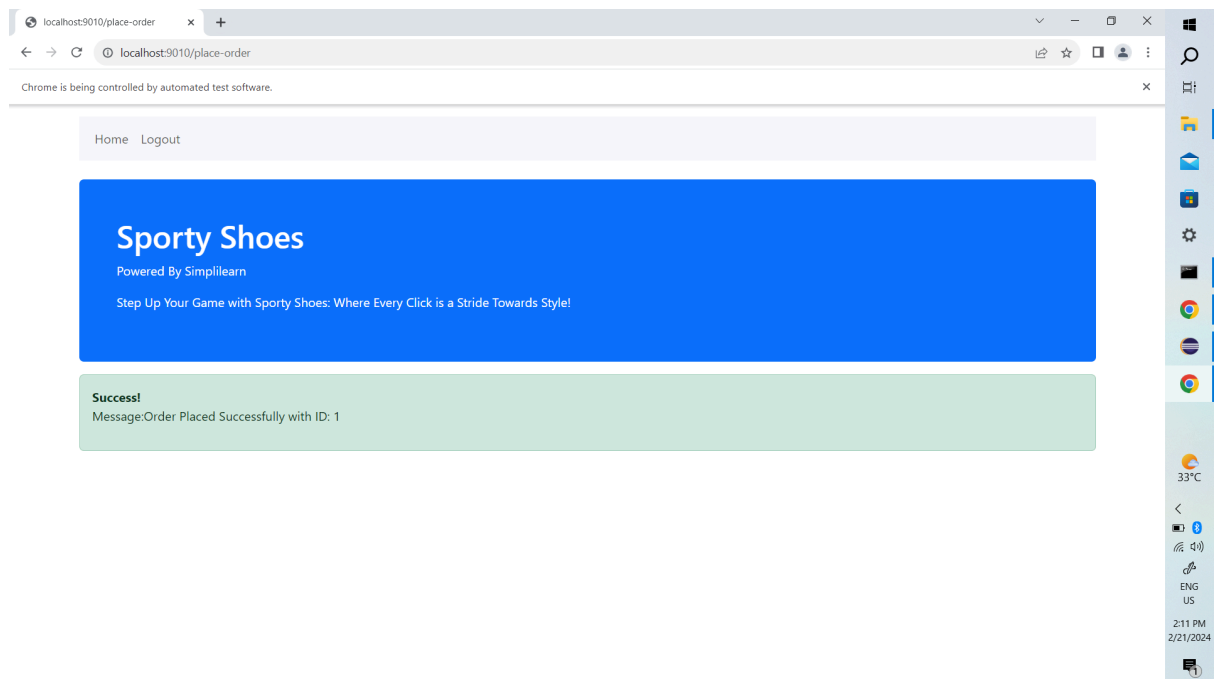 localhost:9010/place-order
localhost:9010/place-order
Chrome is being controlled by automated test software.
Home Logout
Sporty Shoes
Powered By Simplilearn
Step Up Your Game with Sporty Shoes: Where Every Click is a Stride Towards Style!
Success!
Message:Order Placed Successfully with ID: 1
33°C
ENG
US
2:11 PM
2/21/2024
1